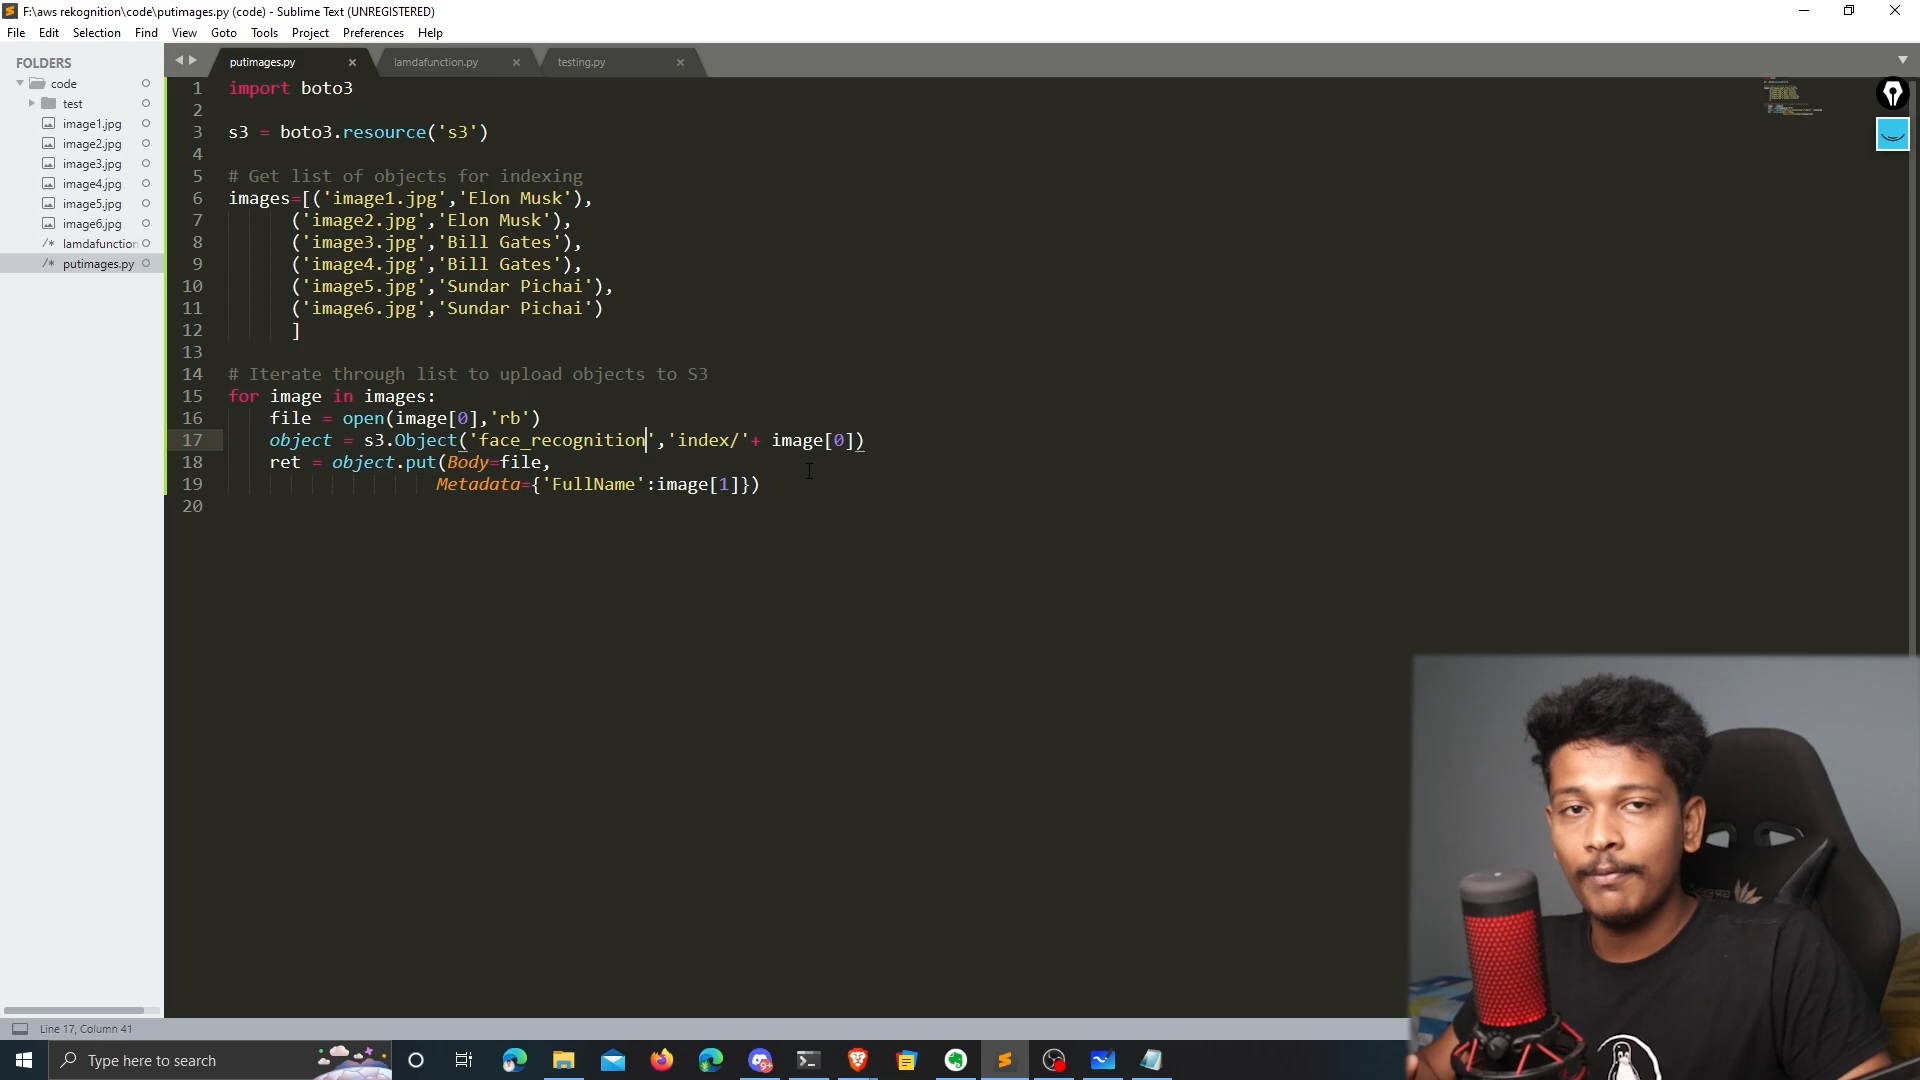 F:\aws rekognition\code\putimages.py (code) - Sublime Text (UNREGISTERED)
File Edit Selection Find View Goto Tools Project Preferences Help
FOLDERS
code
test
image1.jpg
image2.jpg
image3.jpg
image4.jpg
image5.jpg
image6.jpg
/* lamdafunction
/* putimages.py
putimages.py lamdafunction.py testing.py
1 import boto3
2
3 s3 = boto3.resource('s3')
4
5 # Get list of objects for indexing
6 images=[('image1.jpg','Elon Musk'),
7 ('image2.jpg','Elon Musk'),
8 ('image3.jpg','Bill Gates'),
9 ('image4.jpg','Bill Gates'),
10 ('image5.jpg','Sundar Pichai'),
11 ('image6.jpg','Sundar Pichai')
12 ]
13
14 # Iterate through list to upload objects to S3
15 for image in images:
16 file = open(image[0],'rb')
17 object = s3.Object('face_recognition','index/'+ image[0])
18 ret = object.put(Body=file,
19 Metadata={'FullName':image[1]})
20
Line 17, Column 41
Type here to search
9+